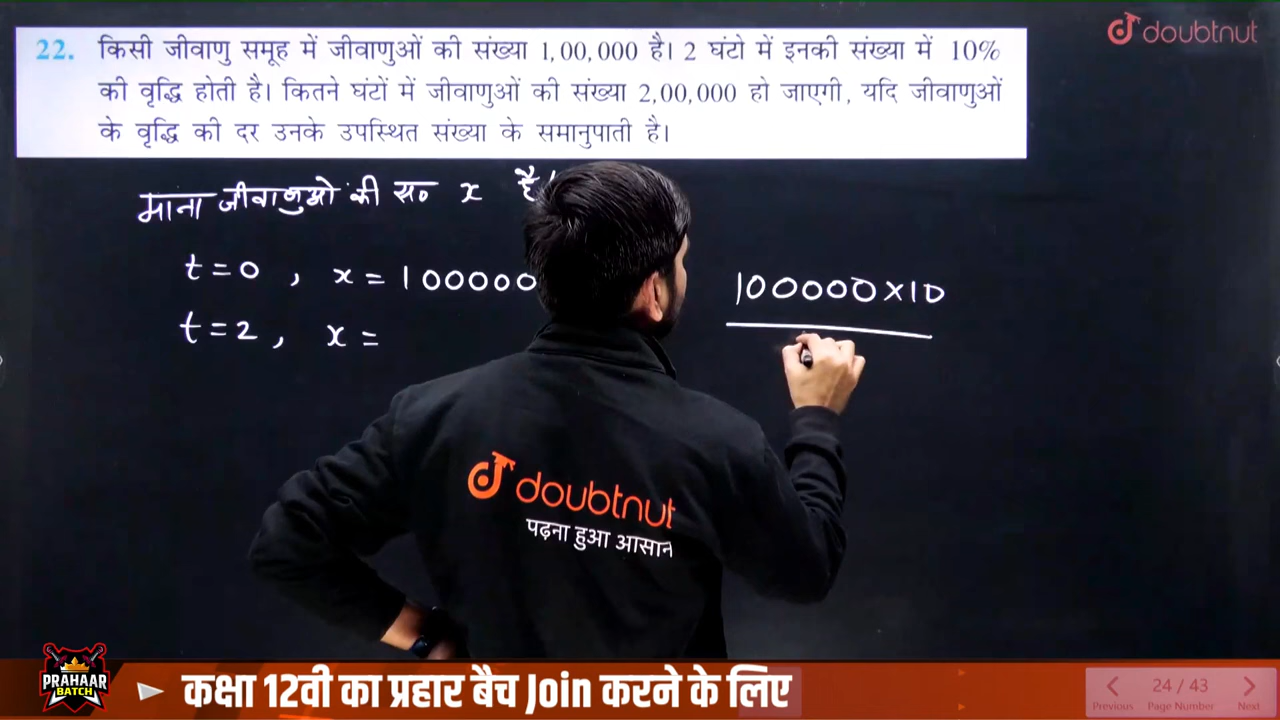 doubtnut
22. किसी जीवाणु समूह में जीवाणुओं की संख्या 1,00,000 है। 2 घंटो में इनकी संख्या में 10%
की वृद्धि होती है। कितने घंटों में जीवाणुओं की संख्या 2,00,000 हो जाएगी, यदि जीवाणुओं
के वृद्धि की दर उनके उपस्थित संख्या के समानुपाती है।
माना जीवाणुओ की स० x है।
t=0 , x = 100000
100000×10
t=2 , x =
doubtnut
पढ़ना हुआ आसान
PRAHAAR
BATCH
कक्षा 12वी का प्रहार बैच Join करने के लिए
24 / 43
Previous Page Number Next